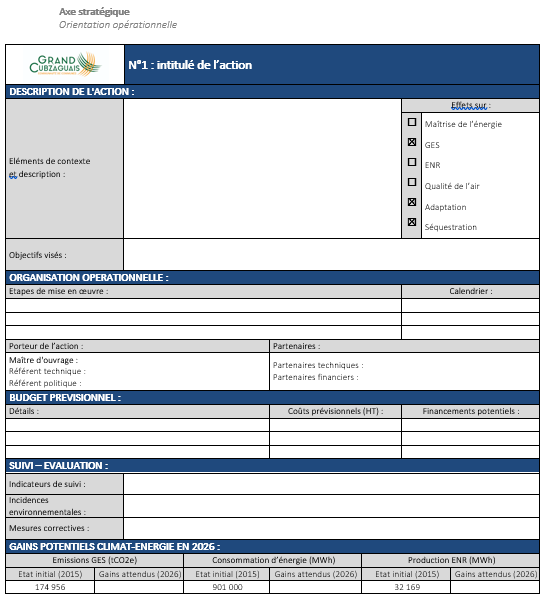 Axe stratégique
Orientation opérationnelle
GRAND
CUBZAGUAIS
N°1 : intitulé de l'action
DESCRIPTION DE L'ACTION :
Effets sur :
Eléments de contexte
et description :
☐ Maîtrise de l'énergie
☒ GES
☐ ENR
☐ Qualité de l'air
☒ Adaptation
☒ Séquestration
Objectifs visés :
ORGANISATION OPERATIONNELLE :
Etapes de mise en œuvre : Calendrier :
Porteur de l'action : Partenaires :
Maître d'ouvrage :
Référent technique :
Référent politique :
Partenaires techniques :
Partenaires financiers :
BUDGET PREVISIONNEL :
Détails : Coûts prévisionnels (HT) : Financements potentiels :
SUIVI – EVALUATION :
Indicateurs de suivi :
Incidences
environnementales :
Mesures correctives :
GAINS POTENTIELS CLIMAT-ENERGIE EN 2026 :
Emissions GES (tCO2e) Consommation d'énergie (MWh) Production ENR (MWh)
Etat initial (2015) Gains attendus (2026) Etat initial (2015) Gains attendus (2026) Etat initial (2015) Gains attendus (2026)
174 956 901 000 32 169